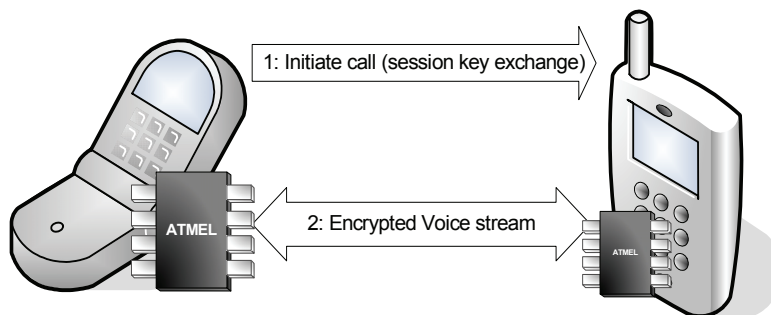 1: Initiate call (session key exchange)
2: Encrypted Voice stream
ATMEL
ATMEL